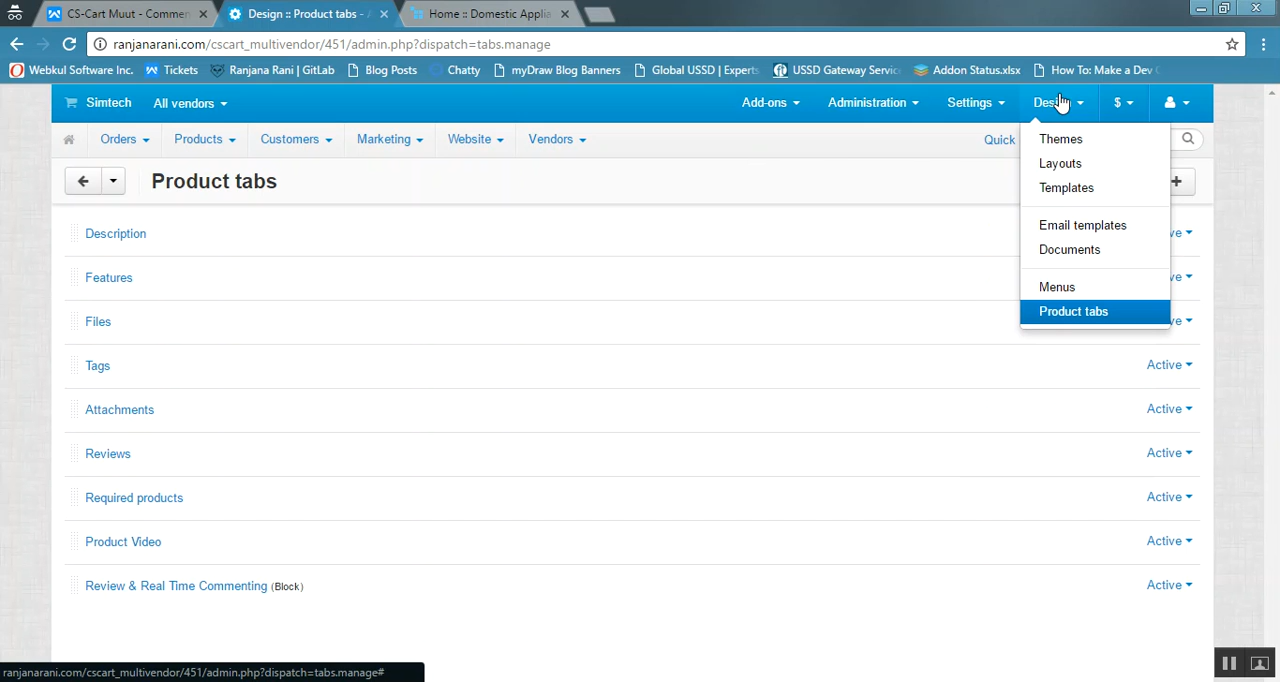 CS-Cart Muut - Commen
Design :: Product tabs -
Home :: Domestic Applia
ranjanarani.com/cscart_multivendor/451/admin.php?dispatch=tabs.manage
Webkul Software Inc.
Tickets
Ranjana Rani | GitLab
Blog Posts
Chatty
myDraw Blog Banners
Global USSD | Experts
USSD Gateway Servic
Addon Status.xlsx
How To: Make a Dev
Simtech
All vendors
Add-ons
Administration
Settings
$
Orders
Products
Customers
Marketing
Website
Vendors
Quick
Product tabs
Themes
Layouts
Templates
Email templates
Documents
Menus
Product tabs
Description
Features
Files
Tags
Active
Attachments
Active
Reviews
Active
Required products
Active
Product Video
Active
Review & Real Time Commenting (Block)
Active
ranjanarani.com/cscart_multivendor/451/admin.php?dispatch=tabs.manage#